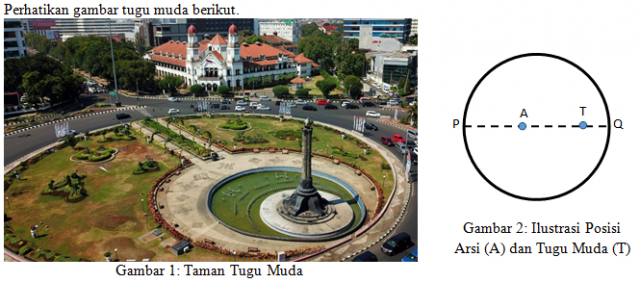 Perhatikan gambar tugu muda berikut.
P
A
T
Q
Gambar 2: Ilustrasi Posisi
Arsi (A) dan Tugu Muda (T)
Gambar 1: Taman Tugu Muda